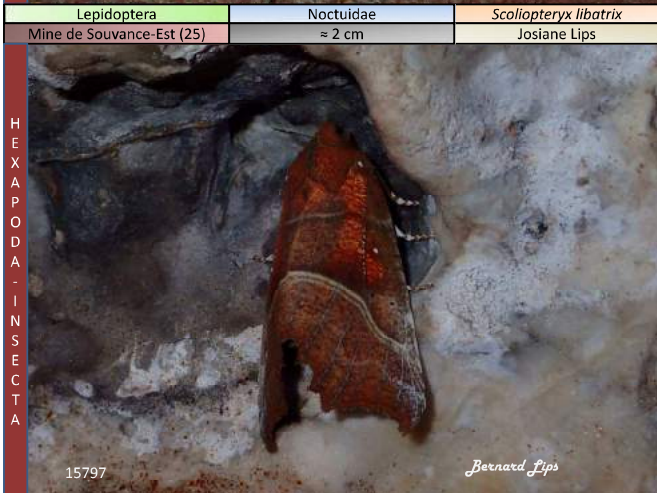 Lepidoptera
Noctuidae
Scoliopteryx libatrix
Mine de Souvance-Est (25)
≈ 2 cm
Josiane Lips
HEXAPODA-INSECTA
15797
Bernard Lips